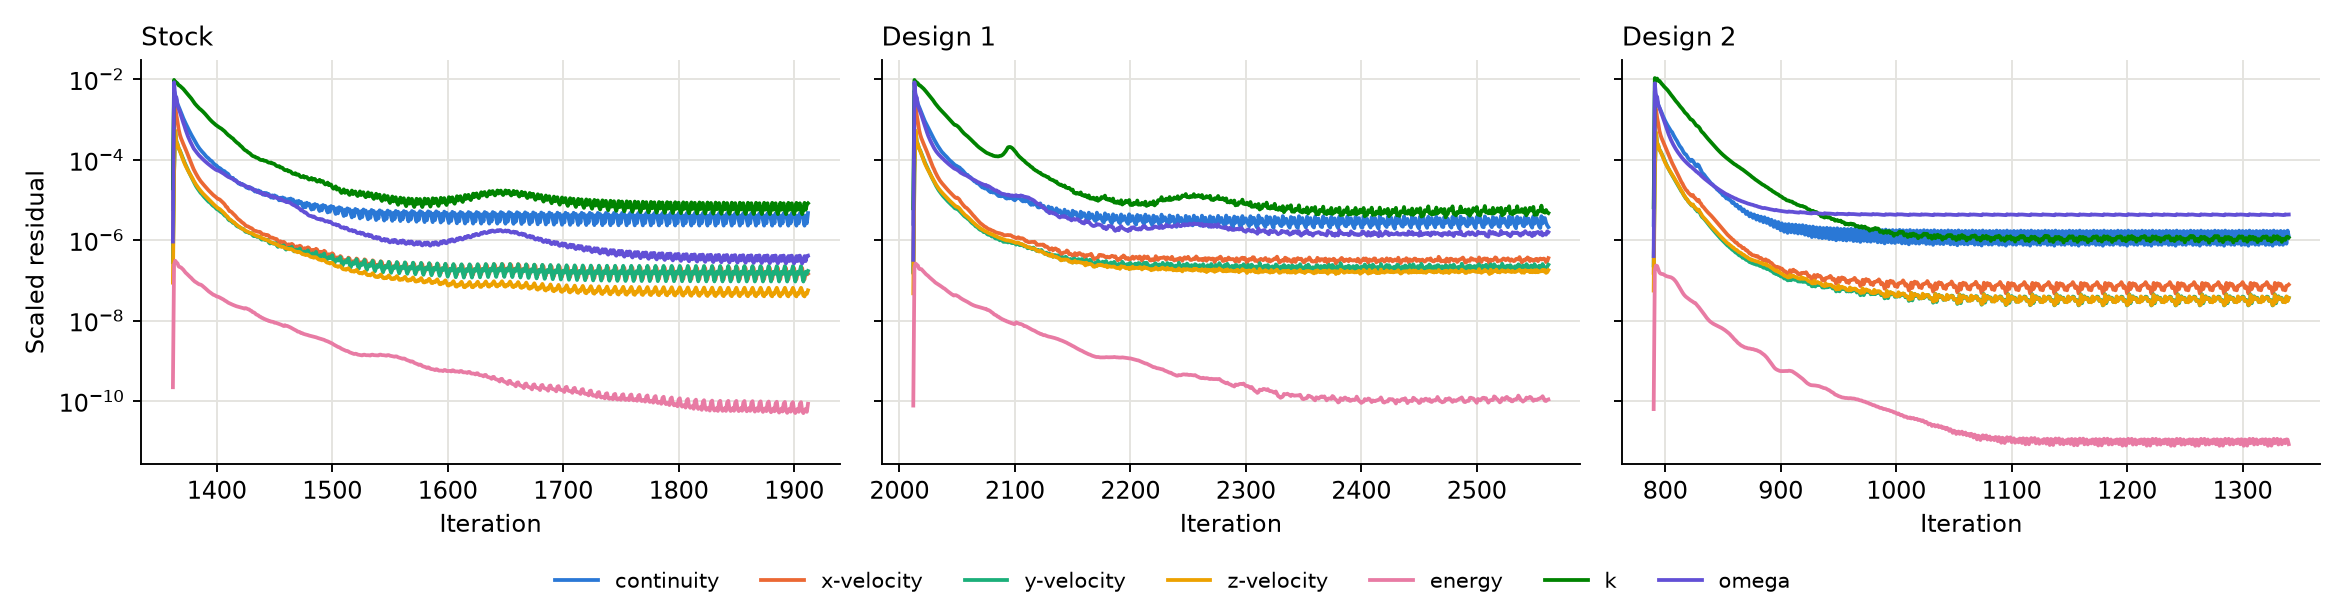 Stock
Design 1
Design 2
Scaled residual
10⁻²
10⁻⁴
10⁻⁶
10⁻⁸
10⁻¹⁰
1400 1500 1600 1700 1800 1900
2000 2100 2200 2300 2400 2500
800 900 1000 1100 1200 1300
Iteration
Iteration
Iteration
continuity x-velocity y-velocity z-velocity energy k omega